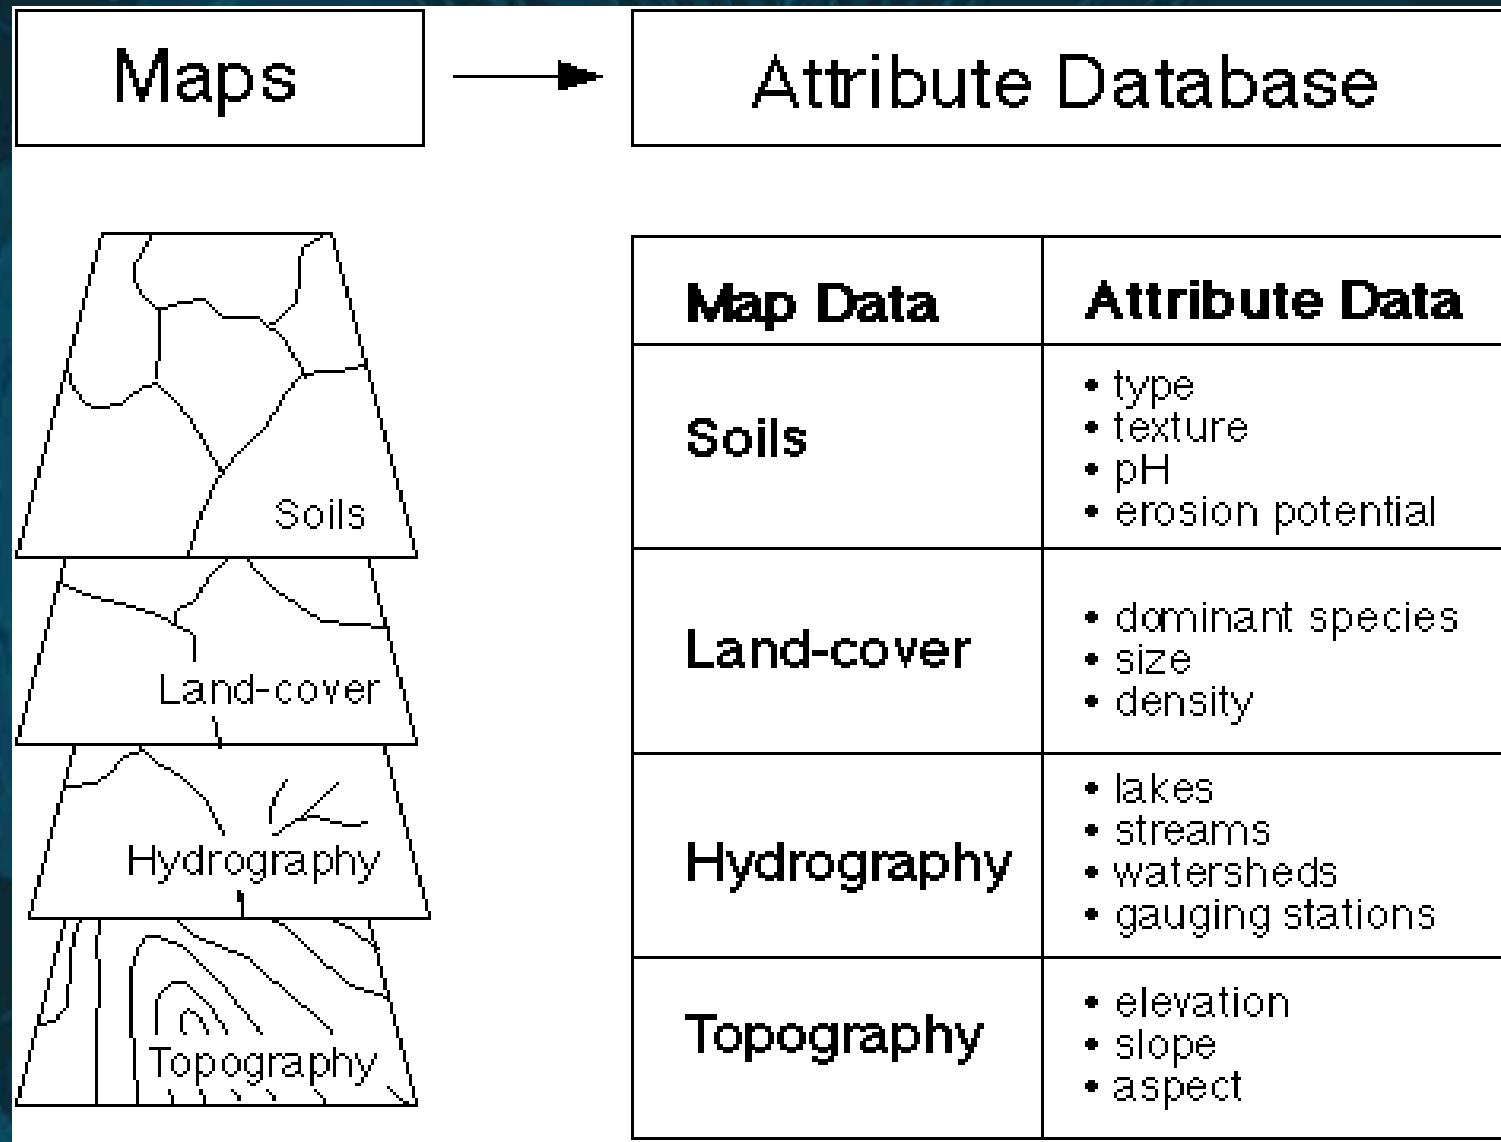 Maps
Attribute Database
Soils
Land-cover
Hydrography
Topography
Map Data
Attribute Data
Soils
• type
• texture
• pH
• erosion potential
Land-cover
• dominant species
• size
• density
Hydrography
• lakes
• streams
• watersheds
• gauging stations
Topography
• elevation
• slope
• aspect